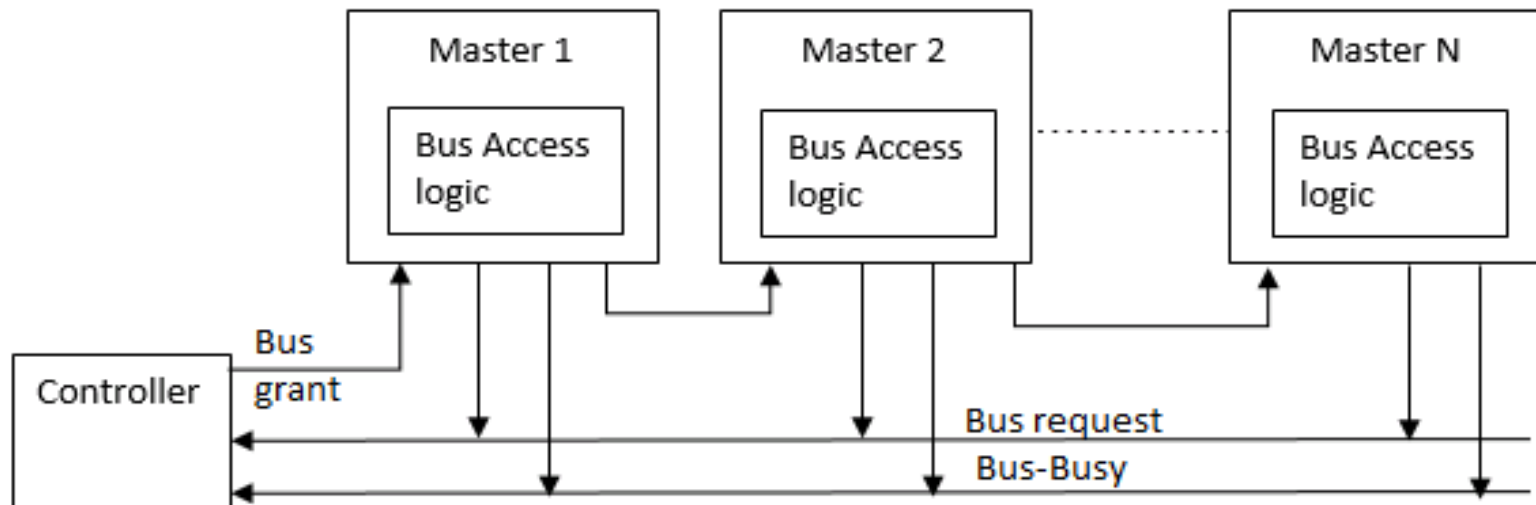 Master 1
Master 2
Master N
Bus Access
logic
Bus Access
logic
Bus Access
logic
Bus
grant
Controller
Bus request
Bus-Busy